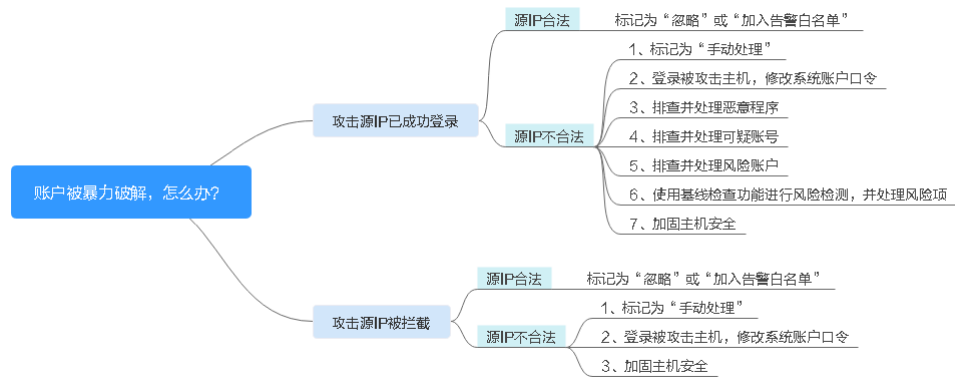 账户被暴力破解，怎么办？
攻击源IP已成功登录
源IP合法
标记为“忽略”或“加入告警白名单”
源IP不合法
1、标记为“手动处理”
2、登录被攻击主机，修改系统账户口令
3、排查并处理恶意程序
4、排查并处理可疑账号
5、排查并处理风险账户
6、使用基线检查功能进行风险检测，并处理风险项
7、加固主机安全
攻击源IP被拦截
源IP合法
标记为“忽略”或“加入告警白名单”
源IP不合法
1、标记为“手动处理”
2、登录被攻击主机，修改系统账户口令
3、加固主机安全